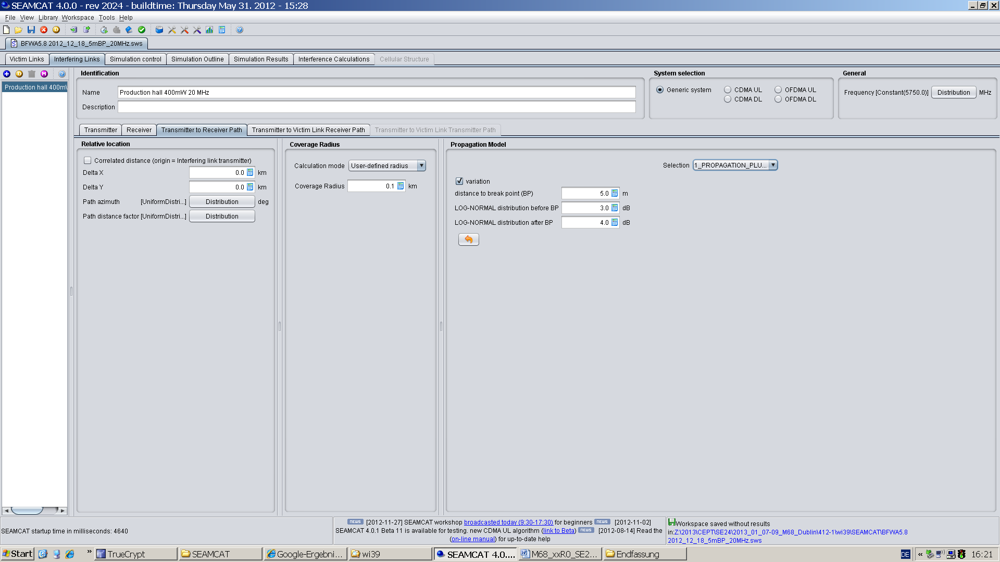 SEAMCAT 4.0.0 - rev 2024 - buildtime: Thursday May 31. 2012 - 15:28
File View Library Workspace Tools Help
BFWA5.8 2012_12_18_5mBP_20MHz.sws
Victim Links Interfering Links Simulation control Simulation Outline Simulation Results Interference Calculations Cellular Structure
Production hall 400mW
Identification
Name Production hall 400mW 20 MHz
Description
System selection
Generic system CDMA UL OFDMA UL
CDMA DL OFDMA DL
General
Frequency [Constant(5750.0)] Distribution MHz
Transmitter Receiver Transmitter to Receiver Path Transmitter to Victim Link Receiver Path Transmitter to Victim Link Transmitter Path
Relative location
Correlated distance (origin = Interfering link transmitter)
Delta X 0.0 km
Delta Y 0.0 km
Path azimuth [UniformDistri...] Distribution deg
Path distance factor [UniformDistri...] Distribution
Coverage Radius
Calculation mode User-defined radius
Coverage Radius 0.1 km
Propagation Model
Selection 1_PROPAGATION_PLU...
variation
distance to break point (BP) 5.0 m
LOG-NORMAL distribution before BP 3.0 dB
LOG-NORMAL distribution after BP 4.0 dB
SEAMCAT startup time in milliseconds: 4640
news [2012-11-27] SEAMCAT workshop broadcasted today (9:30-17:30) for beginners news [2012-11-02]
SEAMCAT 4.0.1 Beta 11 is available for testing. new CDMA UL algorithm (link to Beta) news [2012-08-14] Read the
(on-line manual) for up-to-date help
Workspace saved without results
in:Z:\2013\CEPT\SE24\2013_01_07-09_M68_Dublin\412-1\wi39\SEAMCAT\BFWA5.8
2012_12_18_5mBP_20MHz.sws
Start » TrueCrypt SEAMCAT Google-Ergebni... wi39 SEAMCAT 4.0.... M68_xxR0_SE2... Endfassung DE « 16:21